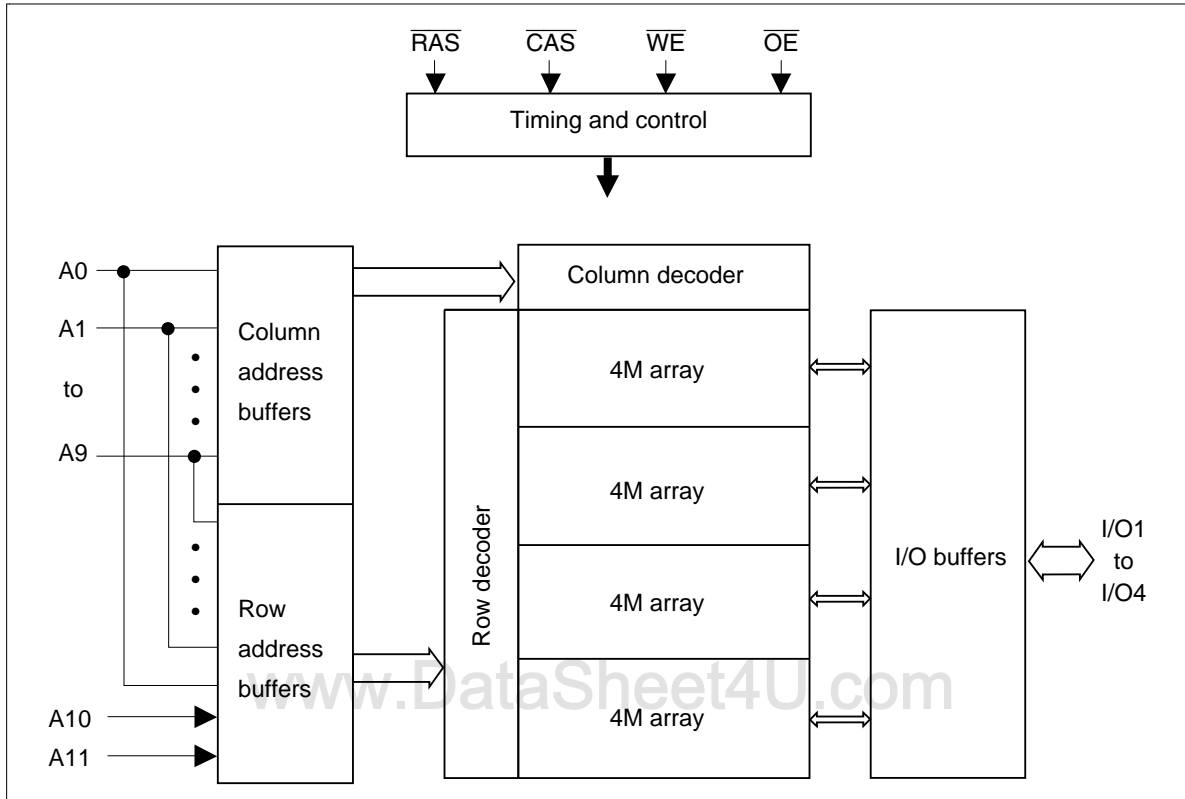 RAS CAS WE OE
Timing and control
A0
A1
to
A9
A10
A11
Column
address
buffers
Row
address
buffers
Column decoder
Row decoder
4M array
4M array
4M array
4M array
I/O buffers
I/O1
to
I/O4
www.DataSheet4U.com